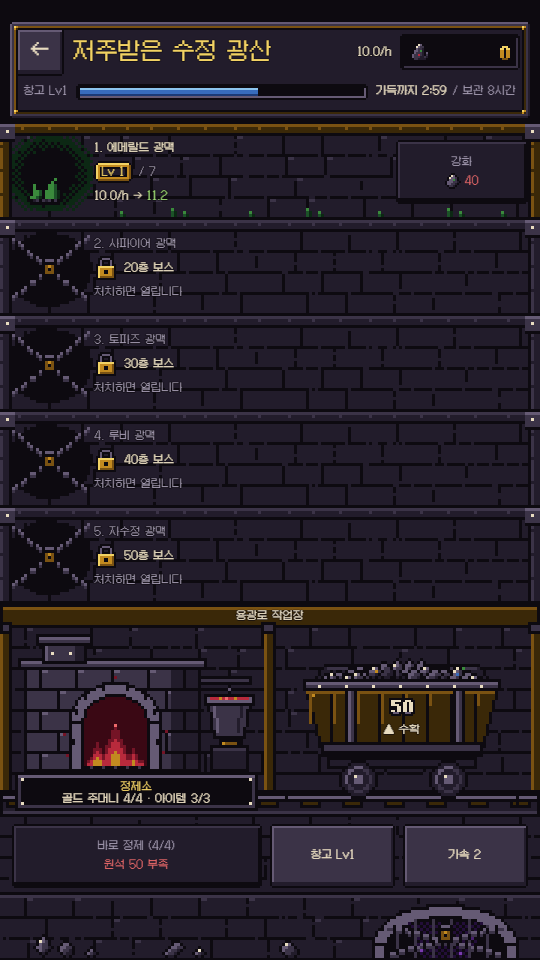 ←
저주받은 수정 광산
10.0/h
0
창고 Lv1
가득까지 2:59 / 보관 8시간
1. 에메랄드 광맥
Lv 1 / 7
10.0/h → 11.2
강화
40
2. 사파이어 광맥
20층 보스
처치하면 열립니다
3. 토파즈 광맥
30층 보스
처치하면 열립니다
4. 루비 광맥
40층 보스
처치하면 열립니다
5. 자수정 광맥
50층 보스
처치하면 열립니다
용광로 작업장
50
▲ 수확
정제소
골드 주머니 4/4 · 아이템 3/3
바로 정제 (4/4)
원석 50 부족
창고 Lv1
가속 2